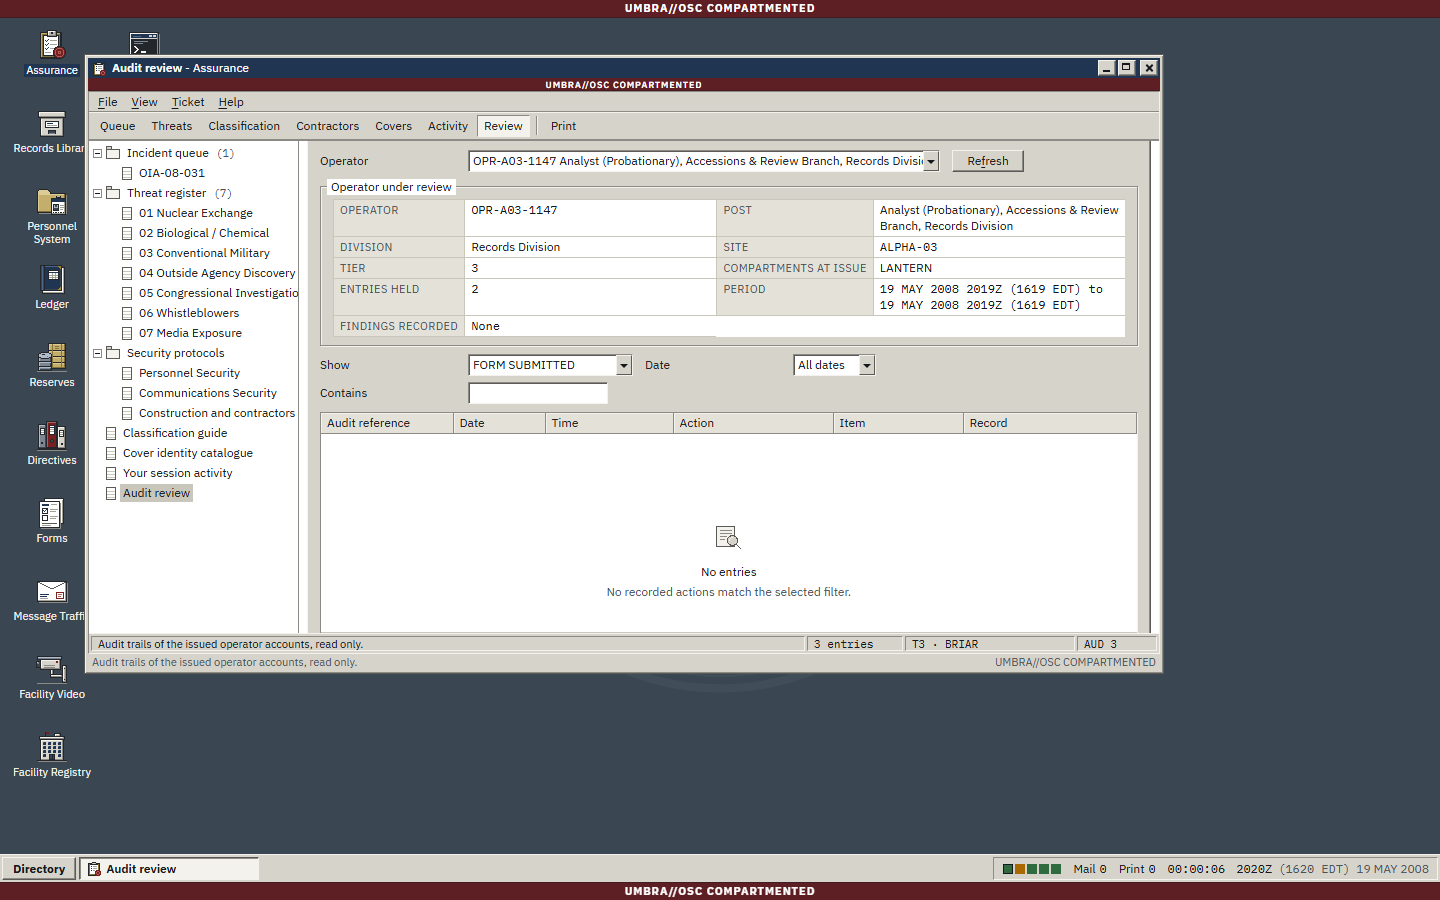 UMBRA//OSC COMPARTMENTED
Assurance
Records Librar
Personnel
System
Ledger
Reserves
Directives
Forms
Message Traffi
Facility Video
Facility Registry
Audit review - Assurance
UMBRA//OSC COMPARTMENTED
File View Ticket Help
Queue Threats Classification Contractors Covers Activity Review Print
Incident queue (1)
OIA-08-031
Threat register (7)
01 Nuclear Exchange
02 Biological / Chemical
03 Conventional Military
04 Outside Agency Discovery
05 Congressional Investigatio
06 Whistleblowers
07 Media Exposure
Security protocols
Personnel Security
Communications Security
Construction and contractors
Classification guide
Cover identity catalogue
Your session activity
Audit review
Operator OPR-A03-1147 Analyst (Probationary), Accessions & Review Branch, Records Divisi Refresh
Operator under review
OPERATOR OPR-A03-1147 POST Analyst (Probationary), Accessions & Review
Branch, Records Division
DIVISION Records Division SITE ALPHA-03
TIER 3 COMPARTMENTS AT ISSUE LANTERN
ENTRIES HELD 2 PERIOD 19 MAY 2008 2019Z (1619 EDT) to
19 MAY 2008 2019Z (1619 EDT)
FINDINGS RECORDED None
Show FORM SUBMITTED Date All dates
Contains
Audit reference Date Time Action Item Record
No entries
No recorded actions match the selected filter.
Audit trails of the issued operator accounts, read only. 3 entries T3 · BRIAR AUD 3
Audit trails of the issued operator accounts, read only. UMBRA//OSC COMPARTMENTED
Directory Audit review Mail 0 Print 0 00:00:06 2020Z (1620 EDT) 19 MAY 2008
UMBRA//OSC COMPARTMENTED